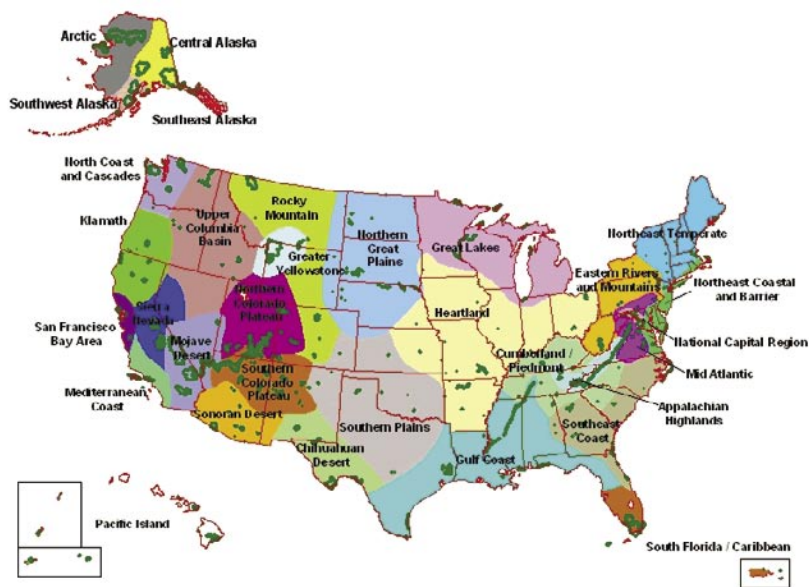 Arctic
Central Alaska
Southwest Alaska
Southeast Alaska
North Coast
and Cascades
Klamath
Upper
Columbia
Basin
Rocky
Mountain
Northern
Great
Plaine
Great Lakes
Northeast Temperate
Greater
Yellowstone
Eastern Rivers
and Mountains
Northeast Coastal
and Barrier
Northern
Colorado
Plateau
Heartland
Sierra
Nevada
San Francisco
Bay Area
Mojave
Desert
National Capital Region
Cumberland /
Piedmont
Mid Atlantic
Mediterranean
Coast
Southern
Colorado
Plateau
Appalachian
Highlands
Sonoran Desert
Southern Plains
Southeast
Coast
Chihuahuan
Desert
Gulf Coast
Pacific Island
South Florida / Caribbean